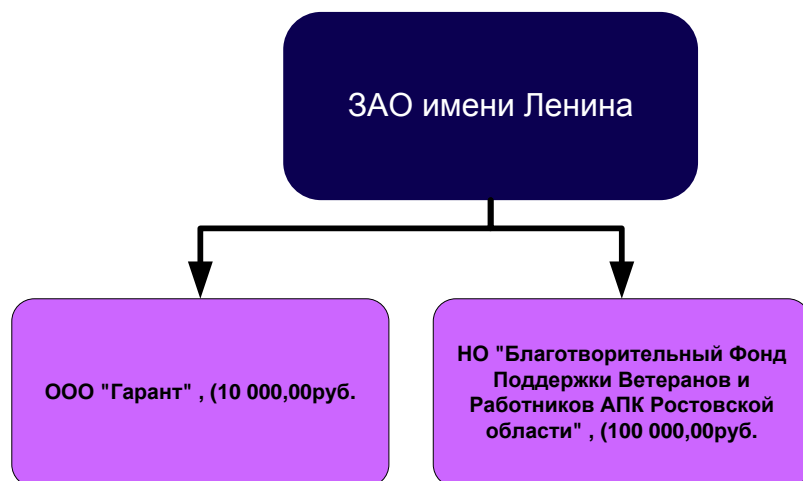 ЗАО имени Ленина
ООО "Гарант" , (10 000,00руб.
НО "Благотворительный Фонд
Поддержки Ветеранов и
Работников АПК Ростовской
области" , (100 000,00руб.